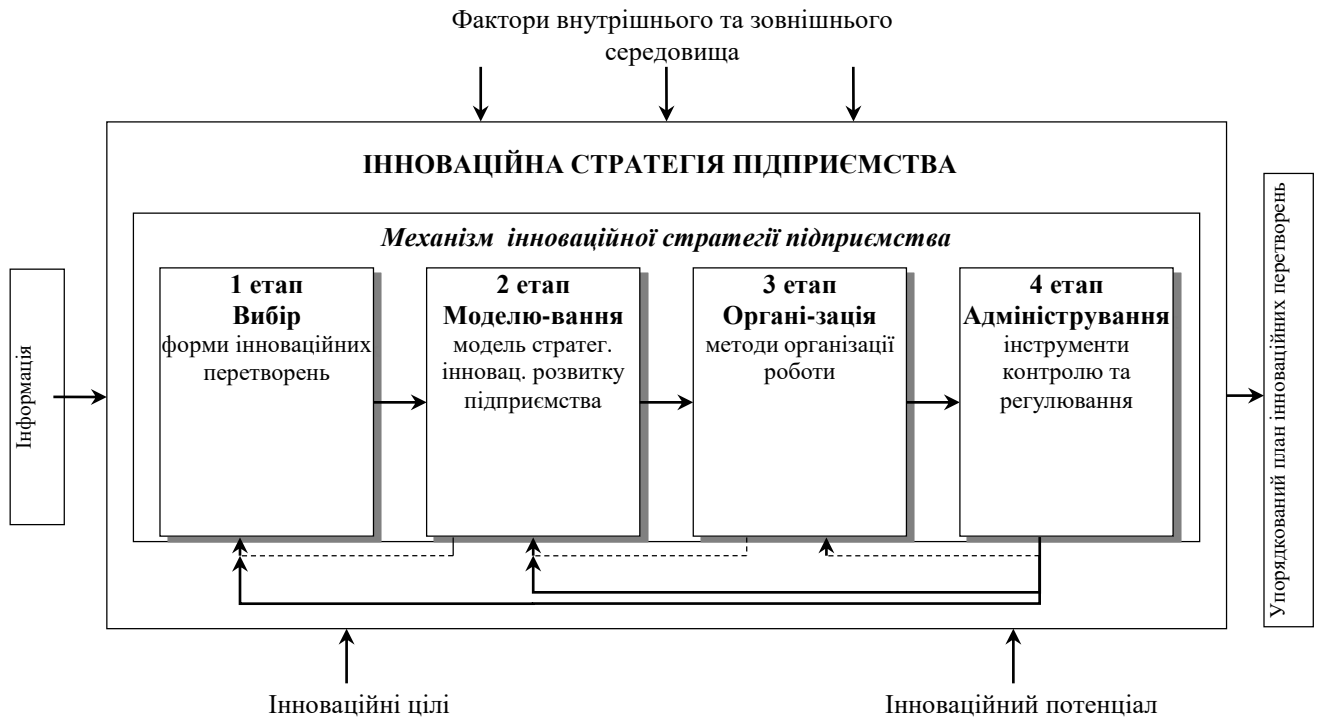 Фактори внутрішнього та зовнішнього
середовища
ІННОВАЦІЙНА СТРАТЕГІЯ ПІДПРИЄМСТВА
Механізм інноваційної стратегії підприємства
Інформація
1 етап
Вибір
форми інноваційних
перетворень
2 етап
Моделю-вання
модель стратег.
інновац. розвитку
підприємства
3 етап
Органі-зація
методи організації
роботи
4 етап
Адміністрування
інструменти
контролю та
регулювання
Упорядкований план інноваційних перетворень
Інноваційні цілі
Інноваційний потенціал